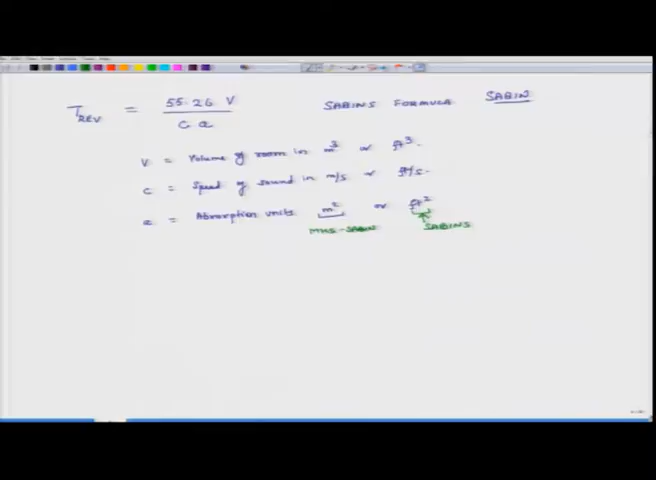 T REV = 55.26 V / C a SABINS FORMULA SABIN
V = Volume of room in m³ or ft³.
C = Speed of sound in m/s or ft/s.
a = Absorption units m² or ft²
MKS-SABIN SABINS